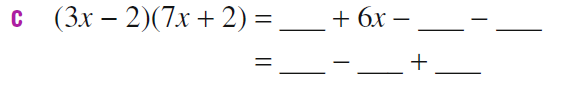 c (3x − 2)(7x + 2) = ___ + 6x − ___ − ___
= ___ − ___ + ___